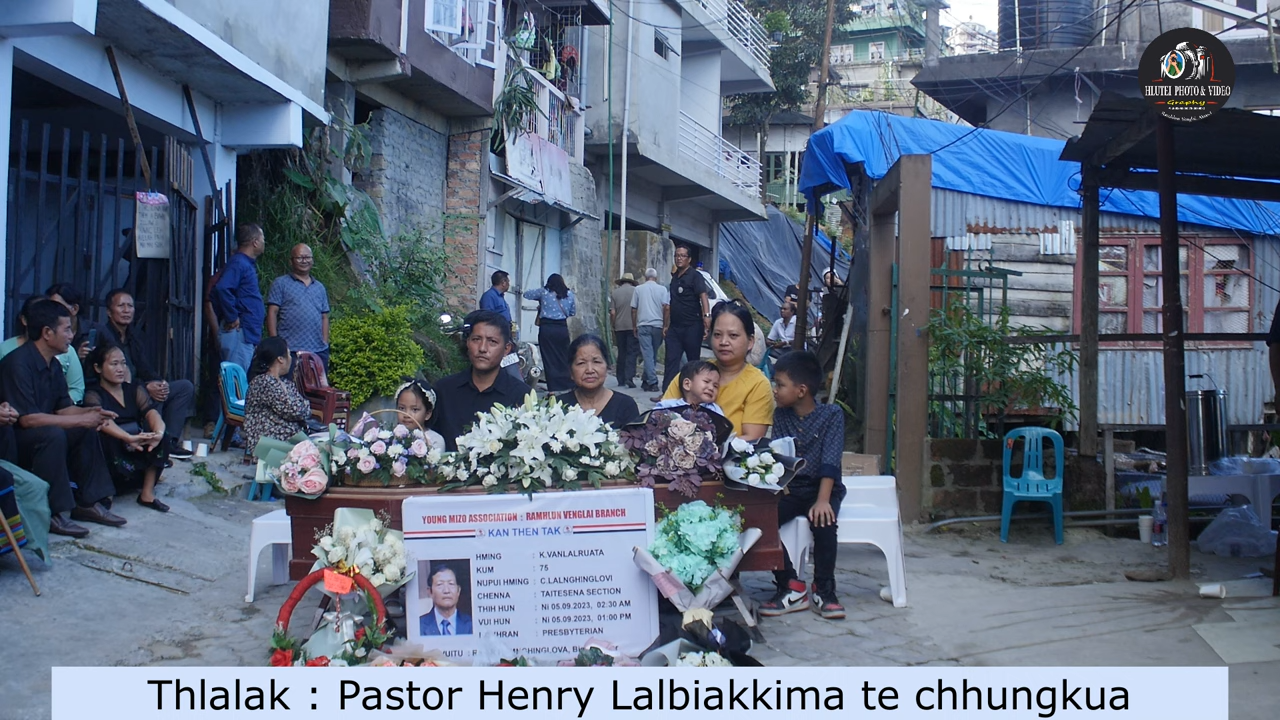 HLUTEI PHOTO & VIDEO
Graphy
YOUNG MIZO ASSOCIATION : RAMHLUN VENGLAI BRANCH
KAN THEN TAK
HMING : K.VANLALRUATA
KUM : 75
NUPUI HMING : C.LALNGHINGLOVI
CHENNA : TAITESENA SECTION
THIH HUN : Ni 05.09.2023, 02:30 AM
VUI HUN : Ni 05.09.2023, 01:00 PM
: PRESBYTERIAN
Thlalak : Pastor Henry Lalbiakkima te chhungkua